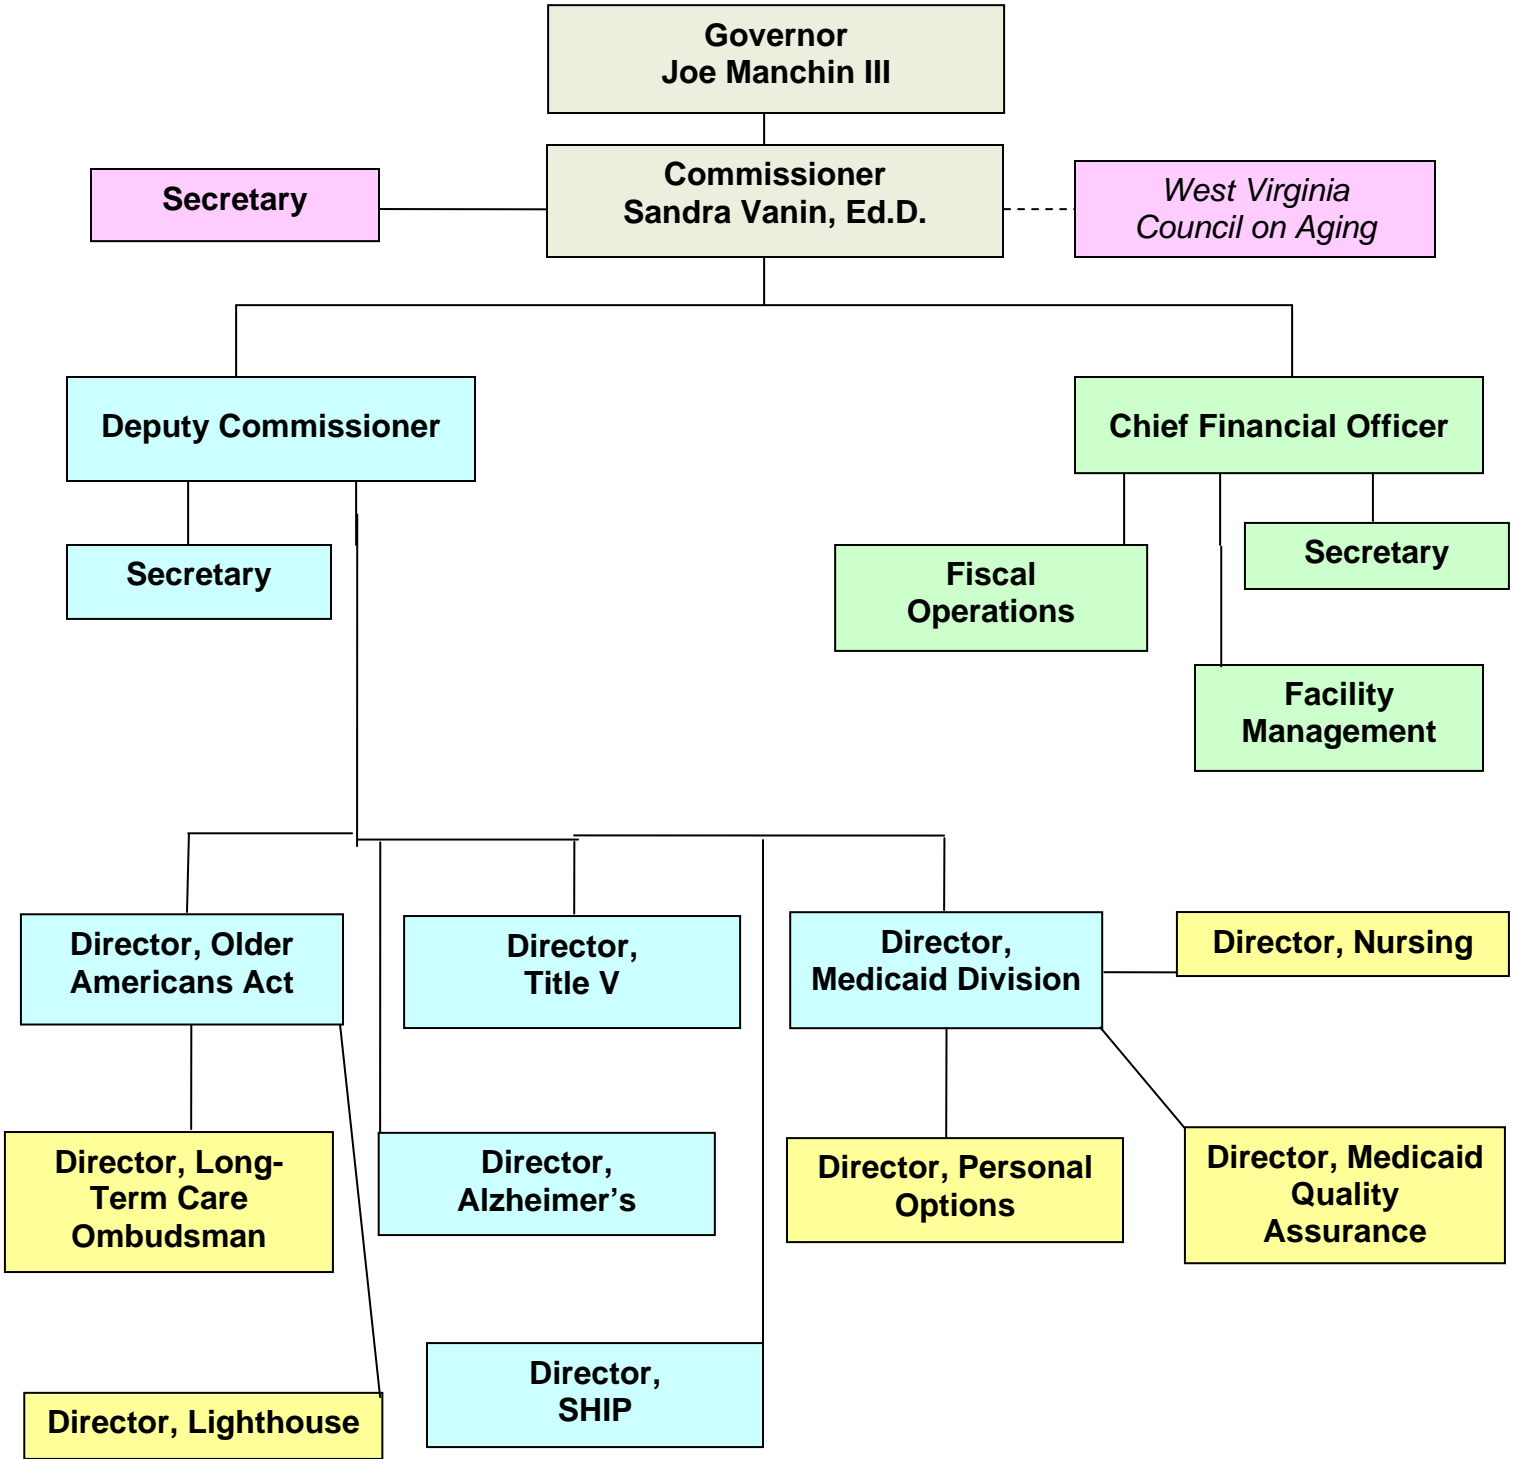 Governor
Joe Manchin III
Secretary
Commissioner
Sandra Vanin, Ed.D.
West Virginia
Council on Aging
Deputy Commissioner
Chief Financial Officer
Secretary
Fiscal
Operations
Secretary
Facility
Management
Director, Older
Americans Act
Director,
Title V
Director,
Medicaid Division
Director, Nursing
Director, Long-
Term Care
Ombudsman
Director,
Alzheimer’s
Director, Personal
Options
Director, Medicaid
Quality
Assurance
Director, Lighthouse
Director,
SHIP